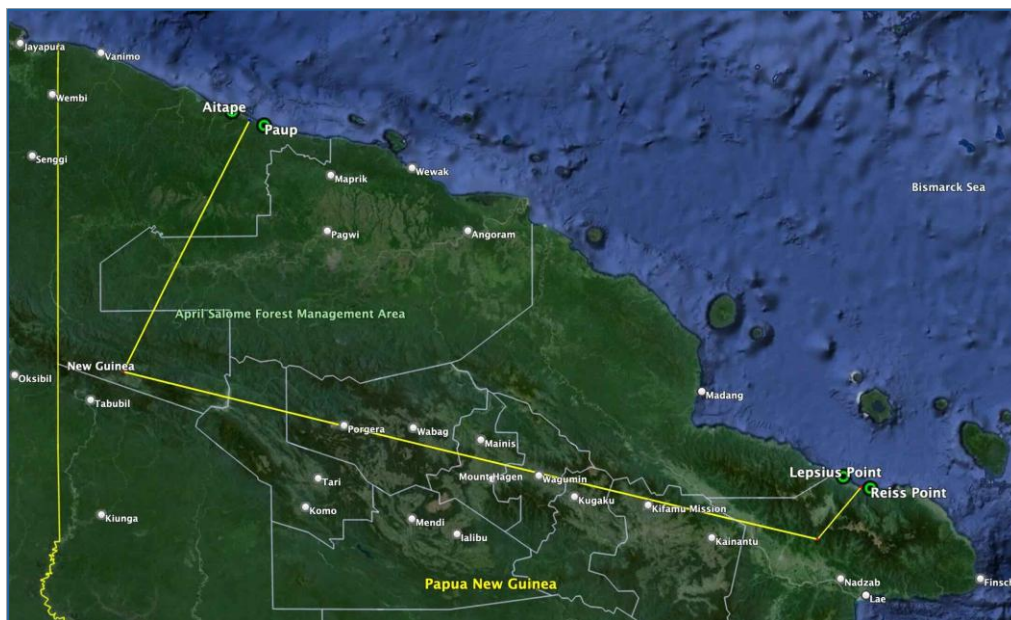 Jayapura
Vanimo
Wembi
Aitape
Paup
Senggi
Maprik
Wewak
Bismarck Sea
Pagwi
Angoram
April Salome Forest Management Area
New Guinea
Oksibil
Tabubil
Madang
Porgera
Wabag
Mainis
Lepsius Point
Tari
Mount Hagen
Wagumin
Reiss Point
Kugaku
Komo
Kifamu Mission
Kiunga
Mendi
Ialibu
Kainantu
Papua New Guinea
Nadzab
Finsch
Lae